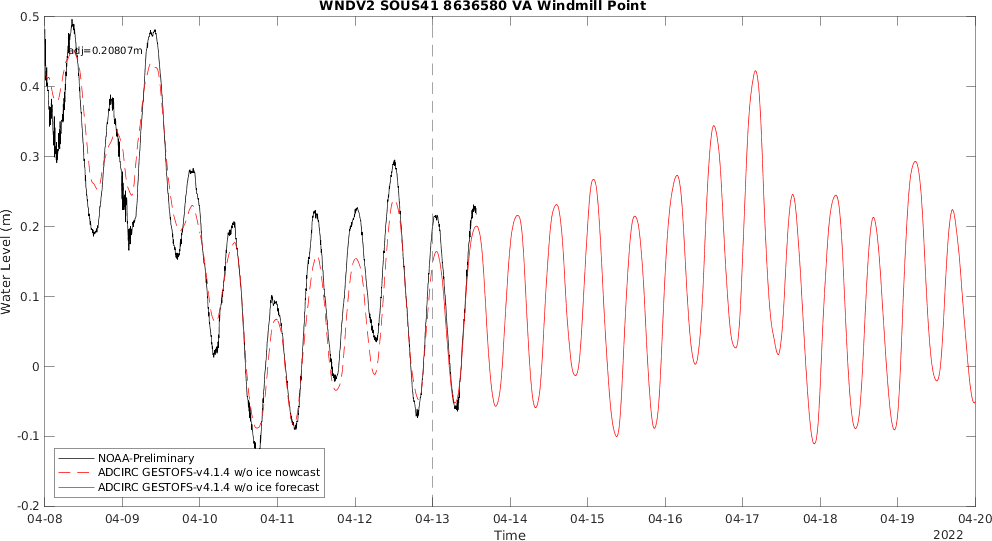 WNDV2 SOUS41 8636580 VA Windmill Point
0.5
adj=0.20807m
0.4
0.3
0.2
0.1
0
-0.1
-0.2
Water Level (m)
NOAA-Preliminary
ADCIRC GESTOFS-v4.1.4 w/o ice nowcast
ADCIRC GESTOFS-v4.1.4 w/o ice forecast
04-08 04-09 04-10 04-11 04-12 04-13 04-14 04-15 04-16 04-17 04-18 04-19 04-20
Time
2022